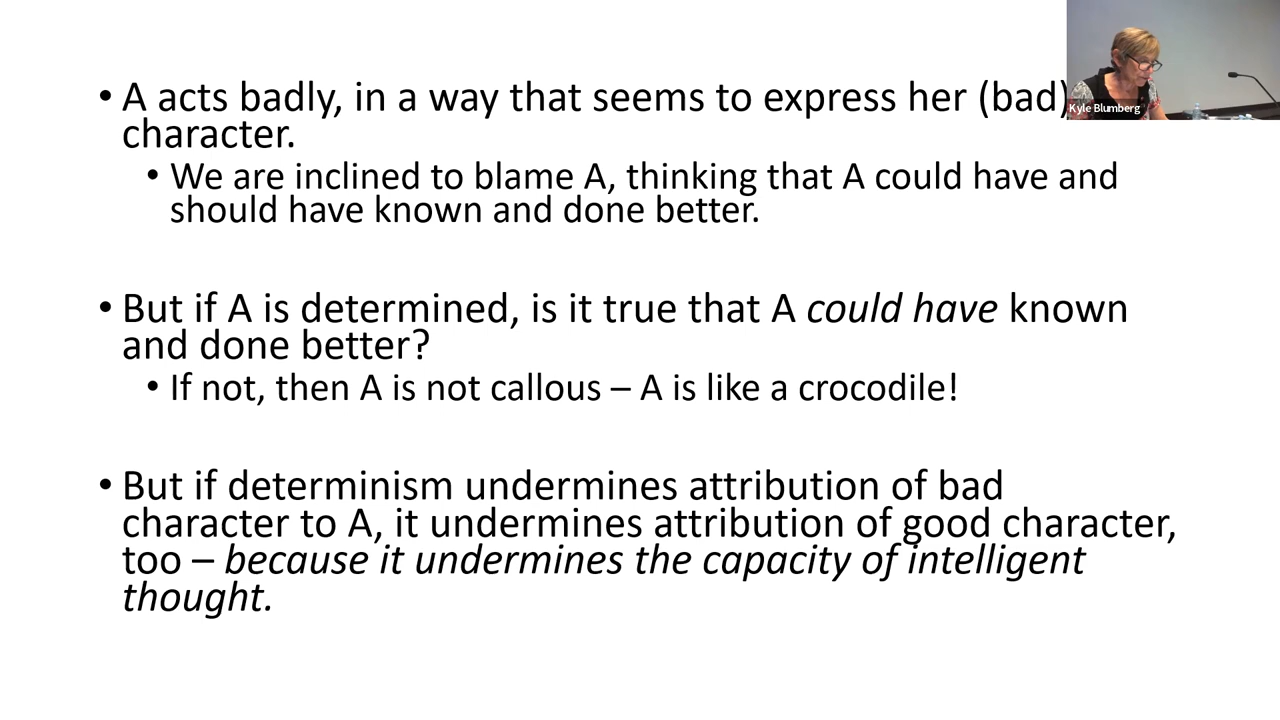 • A acts badly, in a way that seems to express her (bad)
character.
• We are inclined to blame A, thinking that A could have and
should have known and done better.
• But if A is determined, is it true that A could have known
and done better?
• If not, then A is not callous – A is like a crocodile!
• But if determinism undermines attribution of bad
character to A, it undermines attribution of good character,
too – because it undermines the capacity of intelligent
thought.
Kyle Blumberg